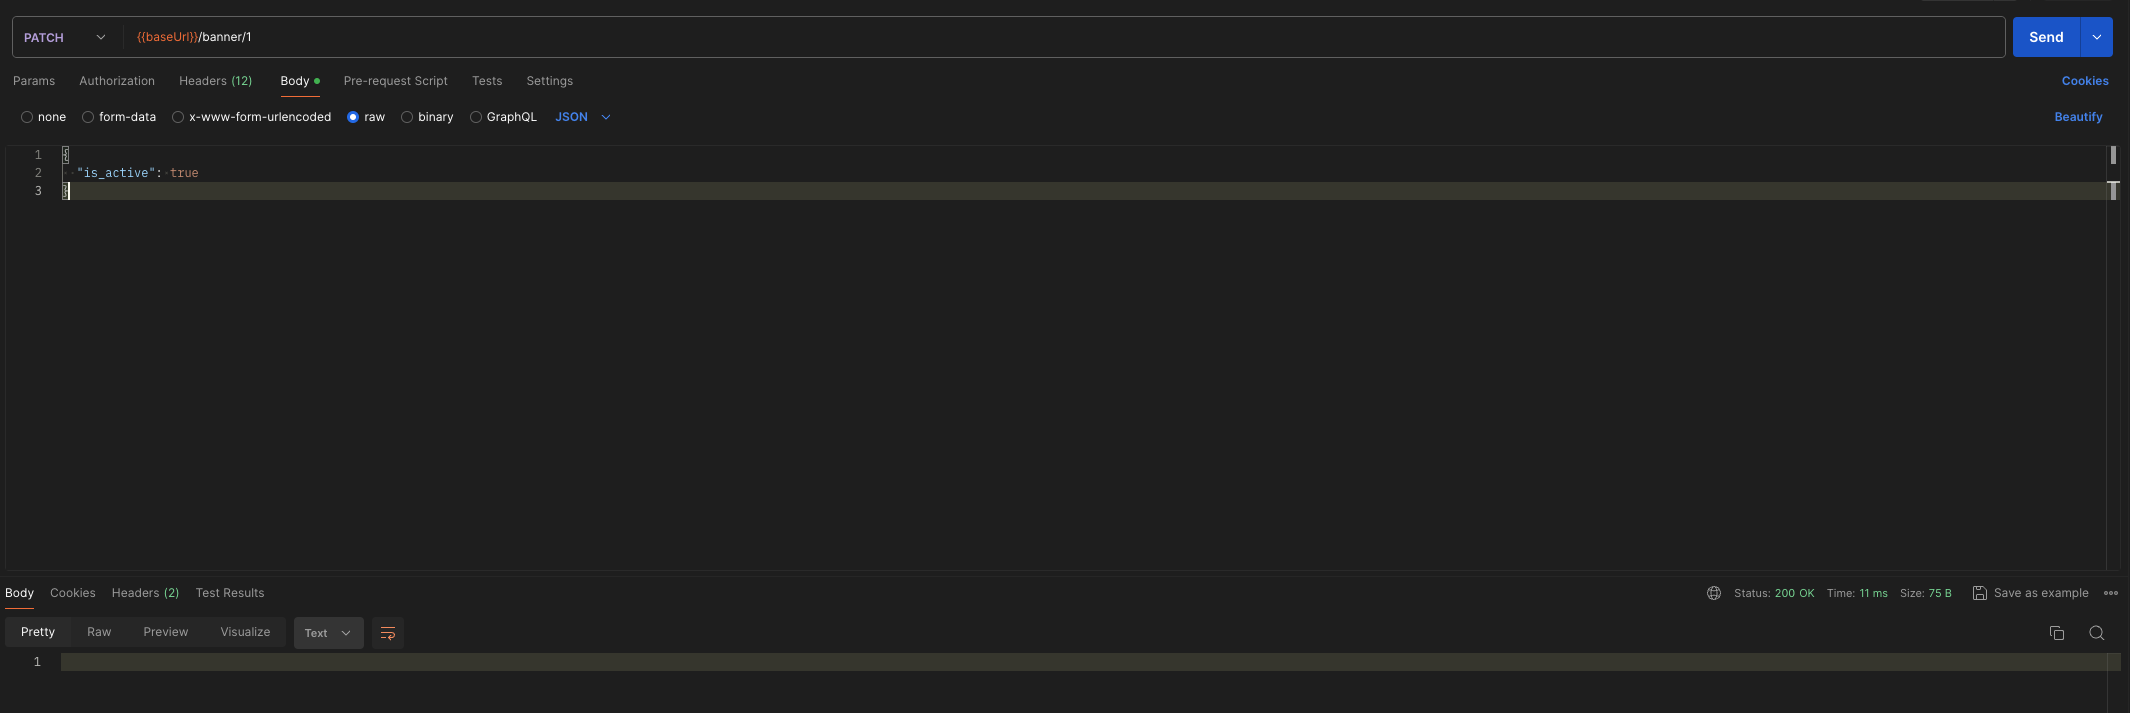 PATCH {{baseUrl}}/banner/1 Send
Params Authorization Headers (12) Body Pre-request Script Tests Settings Cookies
none form-data x-www-form-urlencoded raw binary GraphQL JSON Beautify
1 {
2 "is_active": true
3 }
Body Cookies Headers (2) Test Results Status: 200 OK Time: 11 ms Size: 75 B Save as example
Pretty Raw Preview Visualize Text
1